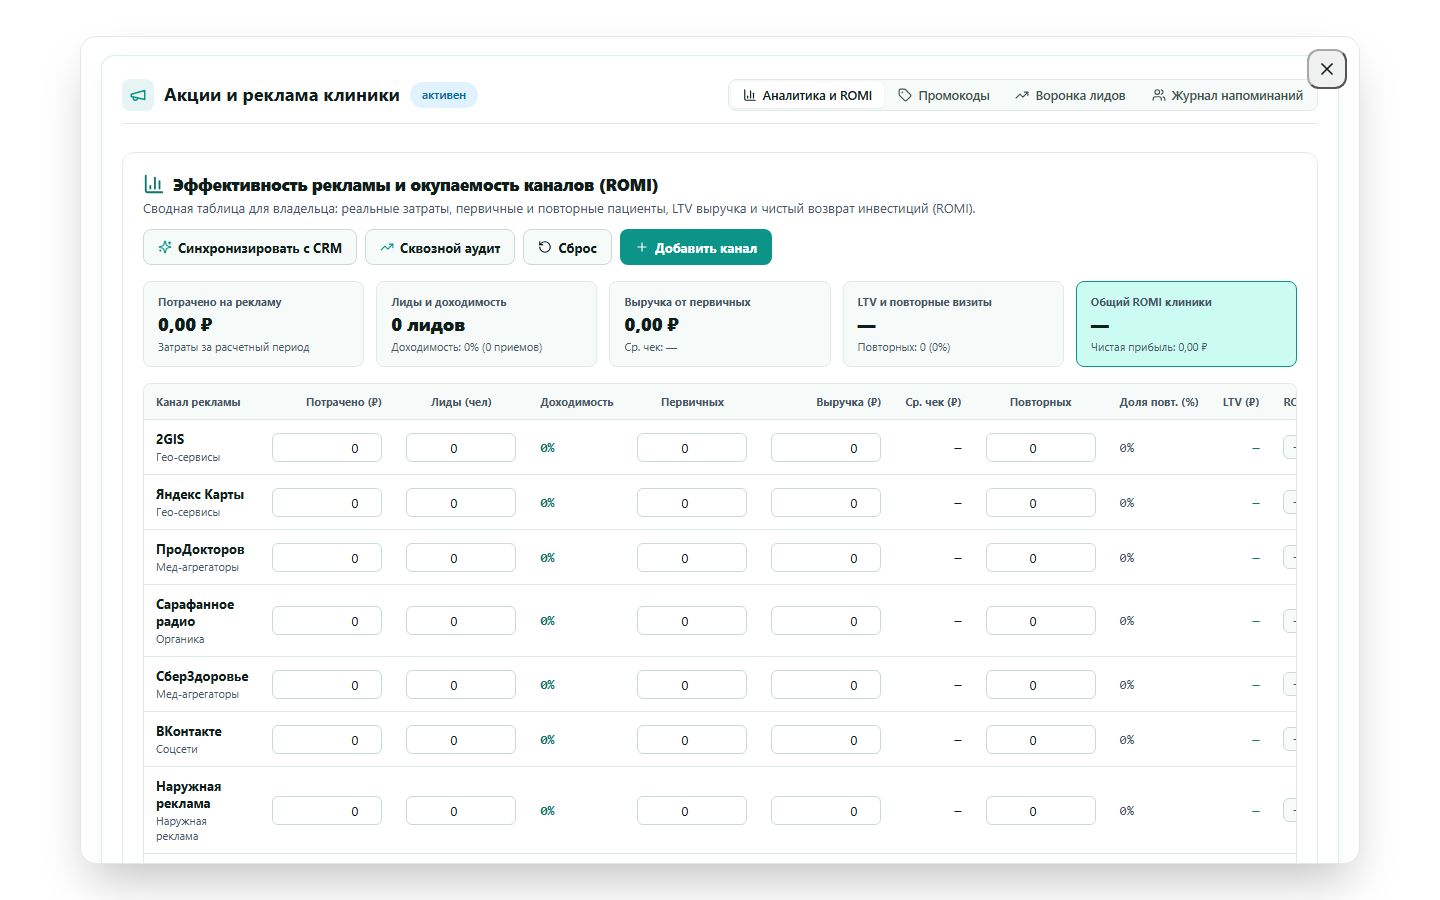 Акции и реклама клиники
активен
Аналитика и ROMI
Промокоды
Воронка лидов
Журнал напоминаний
Эффективность рекламы и окупаемость каналов (ROMI)
Сводная таблица для владельца: реальные затраты, первичные и повторные пациенты, LTV выручка и чистый возврат инвестиций (ROMI).
Синхронизировать с CRM
Сквозной аудит
Сброс
+ Добавить канал
Потрачено на рекламу
0,00 ₽
Затраты за расчетный период
Лиды и доходимость
0 лидов
Доходимость: 0% (0 приемов)
Выручка от первичных
0,00 ₽
Ср. чек: —
LTV и повторные визиты
—
Повторных: 0 (0%)
Общий ROMI клиники
—
Чистая прибыль: 0,00 ₽
Канал рекламы Потрачено (₽) Лиды (чел) Доходимость Первичных Выручка (₽) Ср. чек (₽) Повторных Доля повт. (%) LTV (₽)
2GIS
Гео-сервисы
0 0 0% 0 0 — 0 0% —
Яндекс Карты
Гео-сервисы
0 0 0% 0 0 — 0 0% —
ПроДокторов
Мед-агрегаторы
0 0 0% 0 0 — 0 0% —
Сарафанное
радио
Органика
0 0 0% 0 0 — 0 0% —
СберЗдоровье
Мед-агрегаторы
0 0 0% 0 0 — 0 0% —
ВКонтакте
Соцсети
0 0 0% 0 0 — 0 0% —
Наружная
реклама
Наружная
реклама
0 0 0% 0 0 — 0 0% —